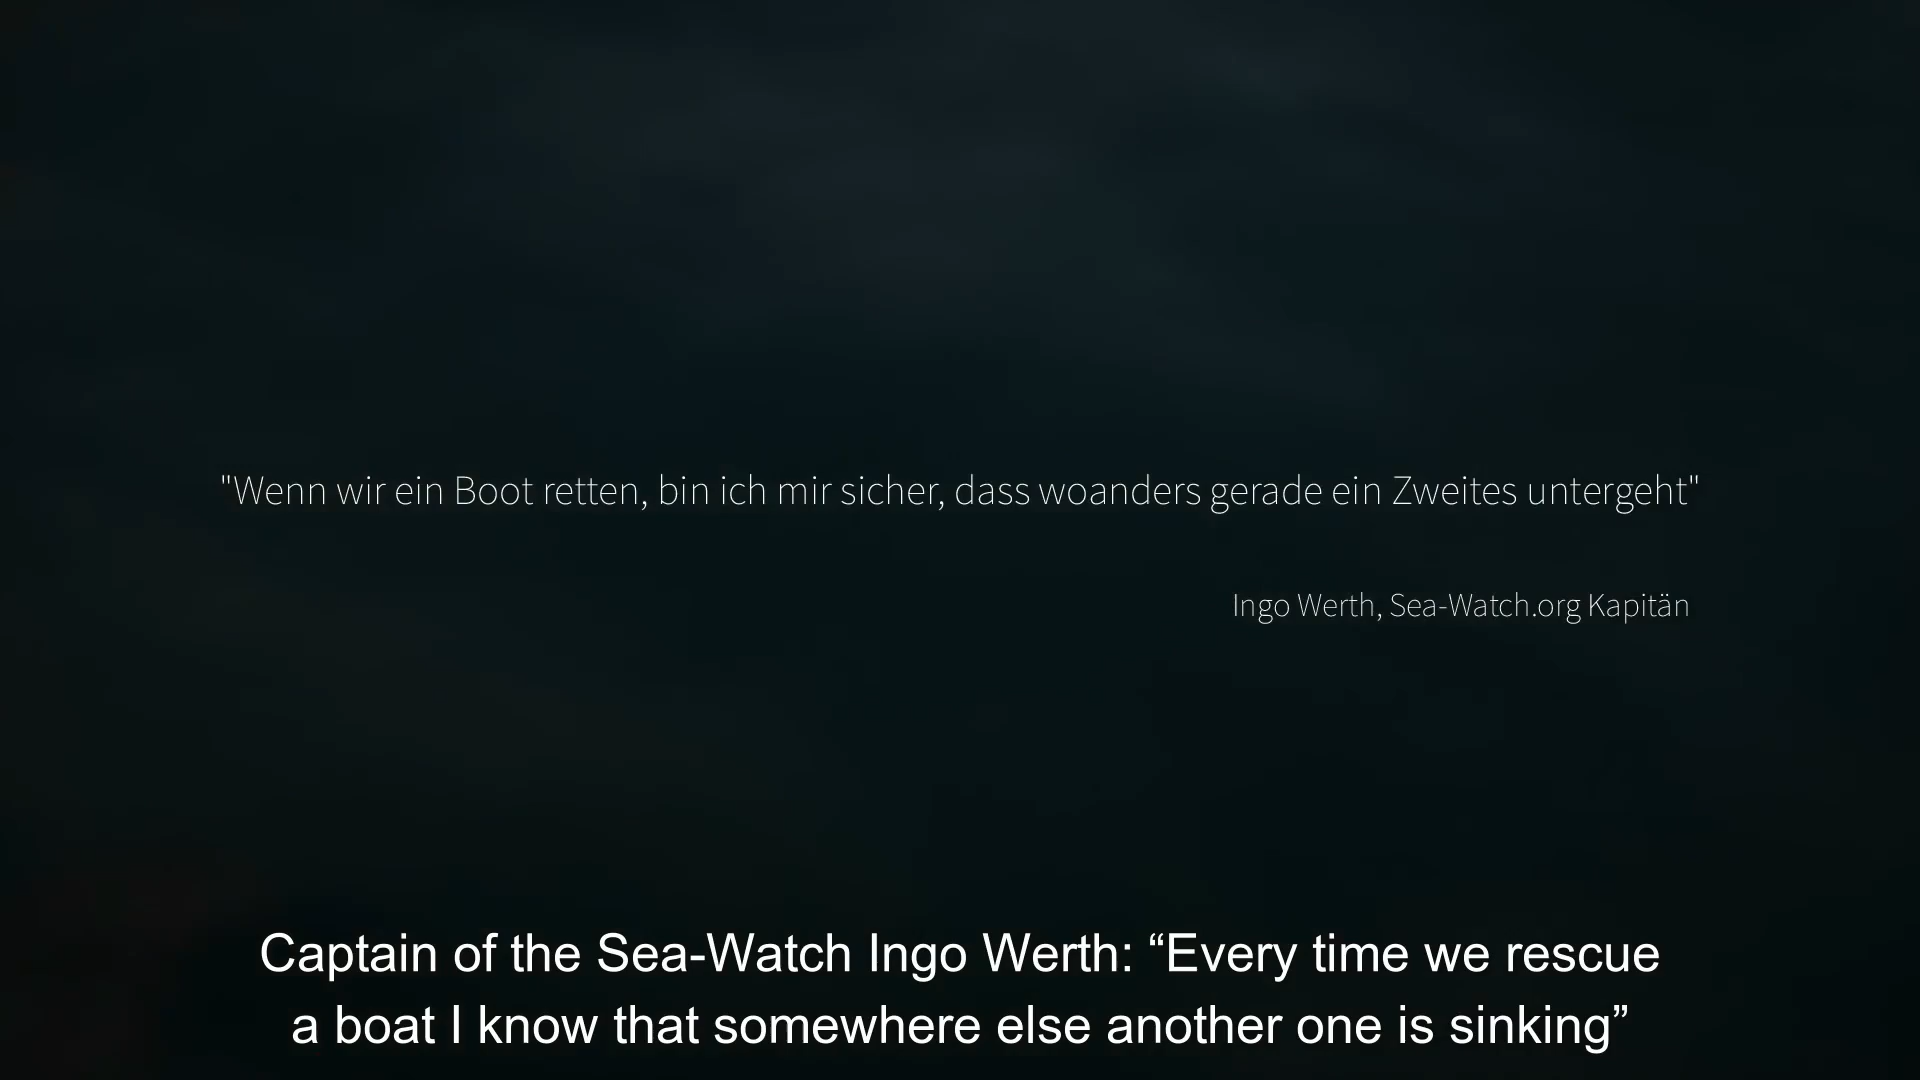 "Wenn wir ein Boot retten, bin ich mir sicher, dass woanders gerade ein Zweites untergeht"
Ingo Werth, Sea-Watch.org Kapitän
Captain of the Sea-Watch Ingo Werth: “Every time we rescue
a boat I know that somewhere else another one is sinking”